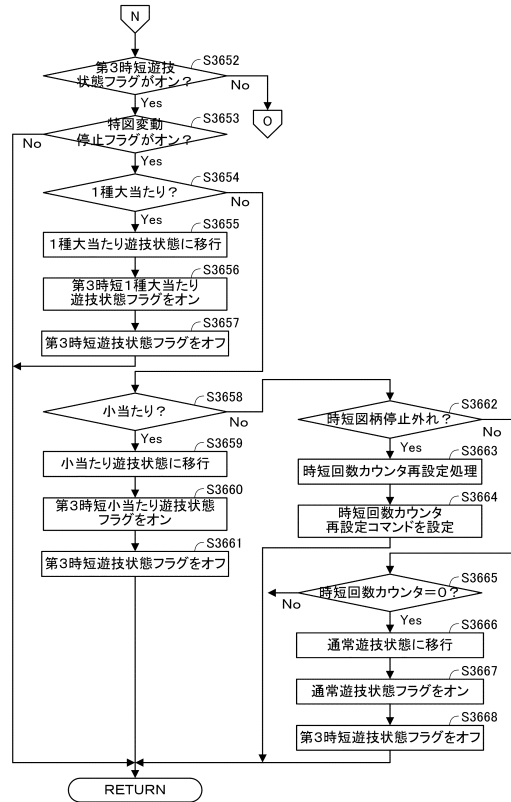 N
第3時短遊技
状態フラグがオン?
S3652
No
Yes
O
特図変動
停止フラグがオン?
S3653
No
Yes
1種大当たり?
S3654
No
Yes
1種大当たり遊技状態に移行
S3655
第3時短1種大当たり
遊技状態フラグをオン
S3656
第3時短遊技状態フラグをオフ
S3657
小当たり?
S3658
No
Yes
小当たり遊技状態に移行
S3659
第3時短小当たり遊技状態
フラグをオン
S3660
第3時短遊技状態フラグをオフ
S3661
時短図柄停止外れ?
S3662
No
Yes
時短回数カウンタ再設定処理
S3663
時短回数カウンタ
再設定コマンドを設定
S3664
時短回数カウンタ=0?
S3665
No
Yes
通常遊技状態に移行
S3666
通常遊技状態フラグをオン
S3667
第3時短遊技状態フラグをオフ
S3668
RETURN